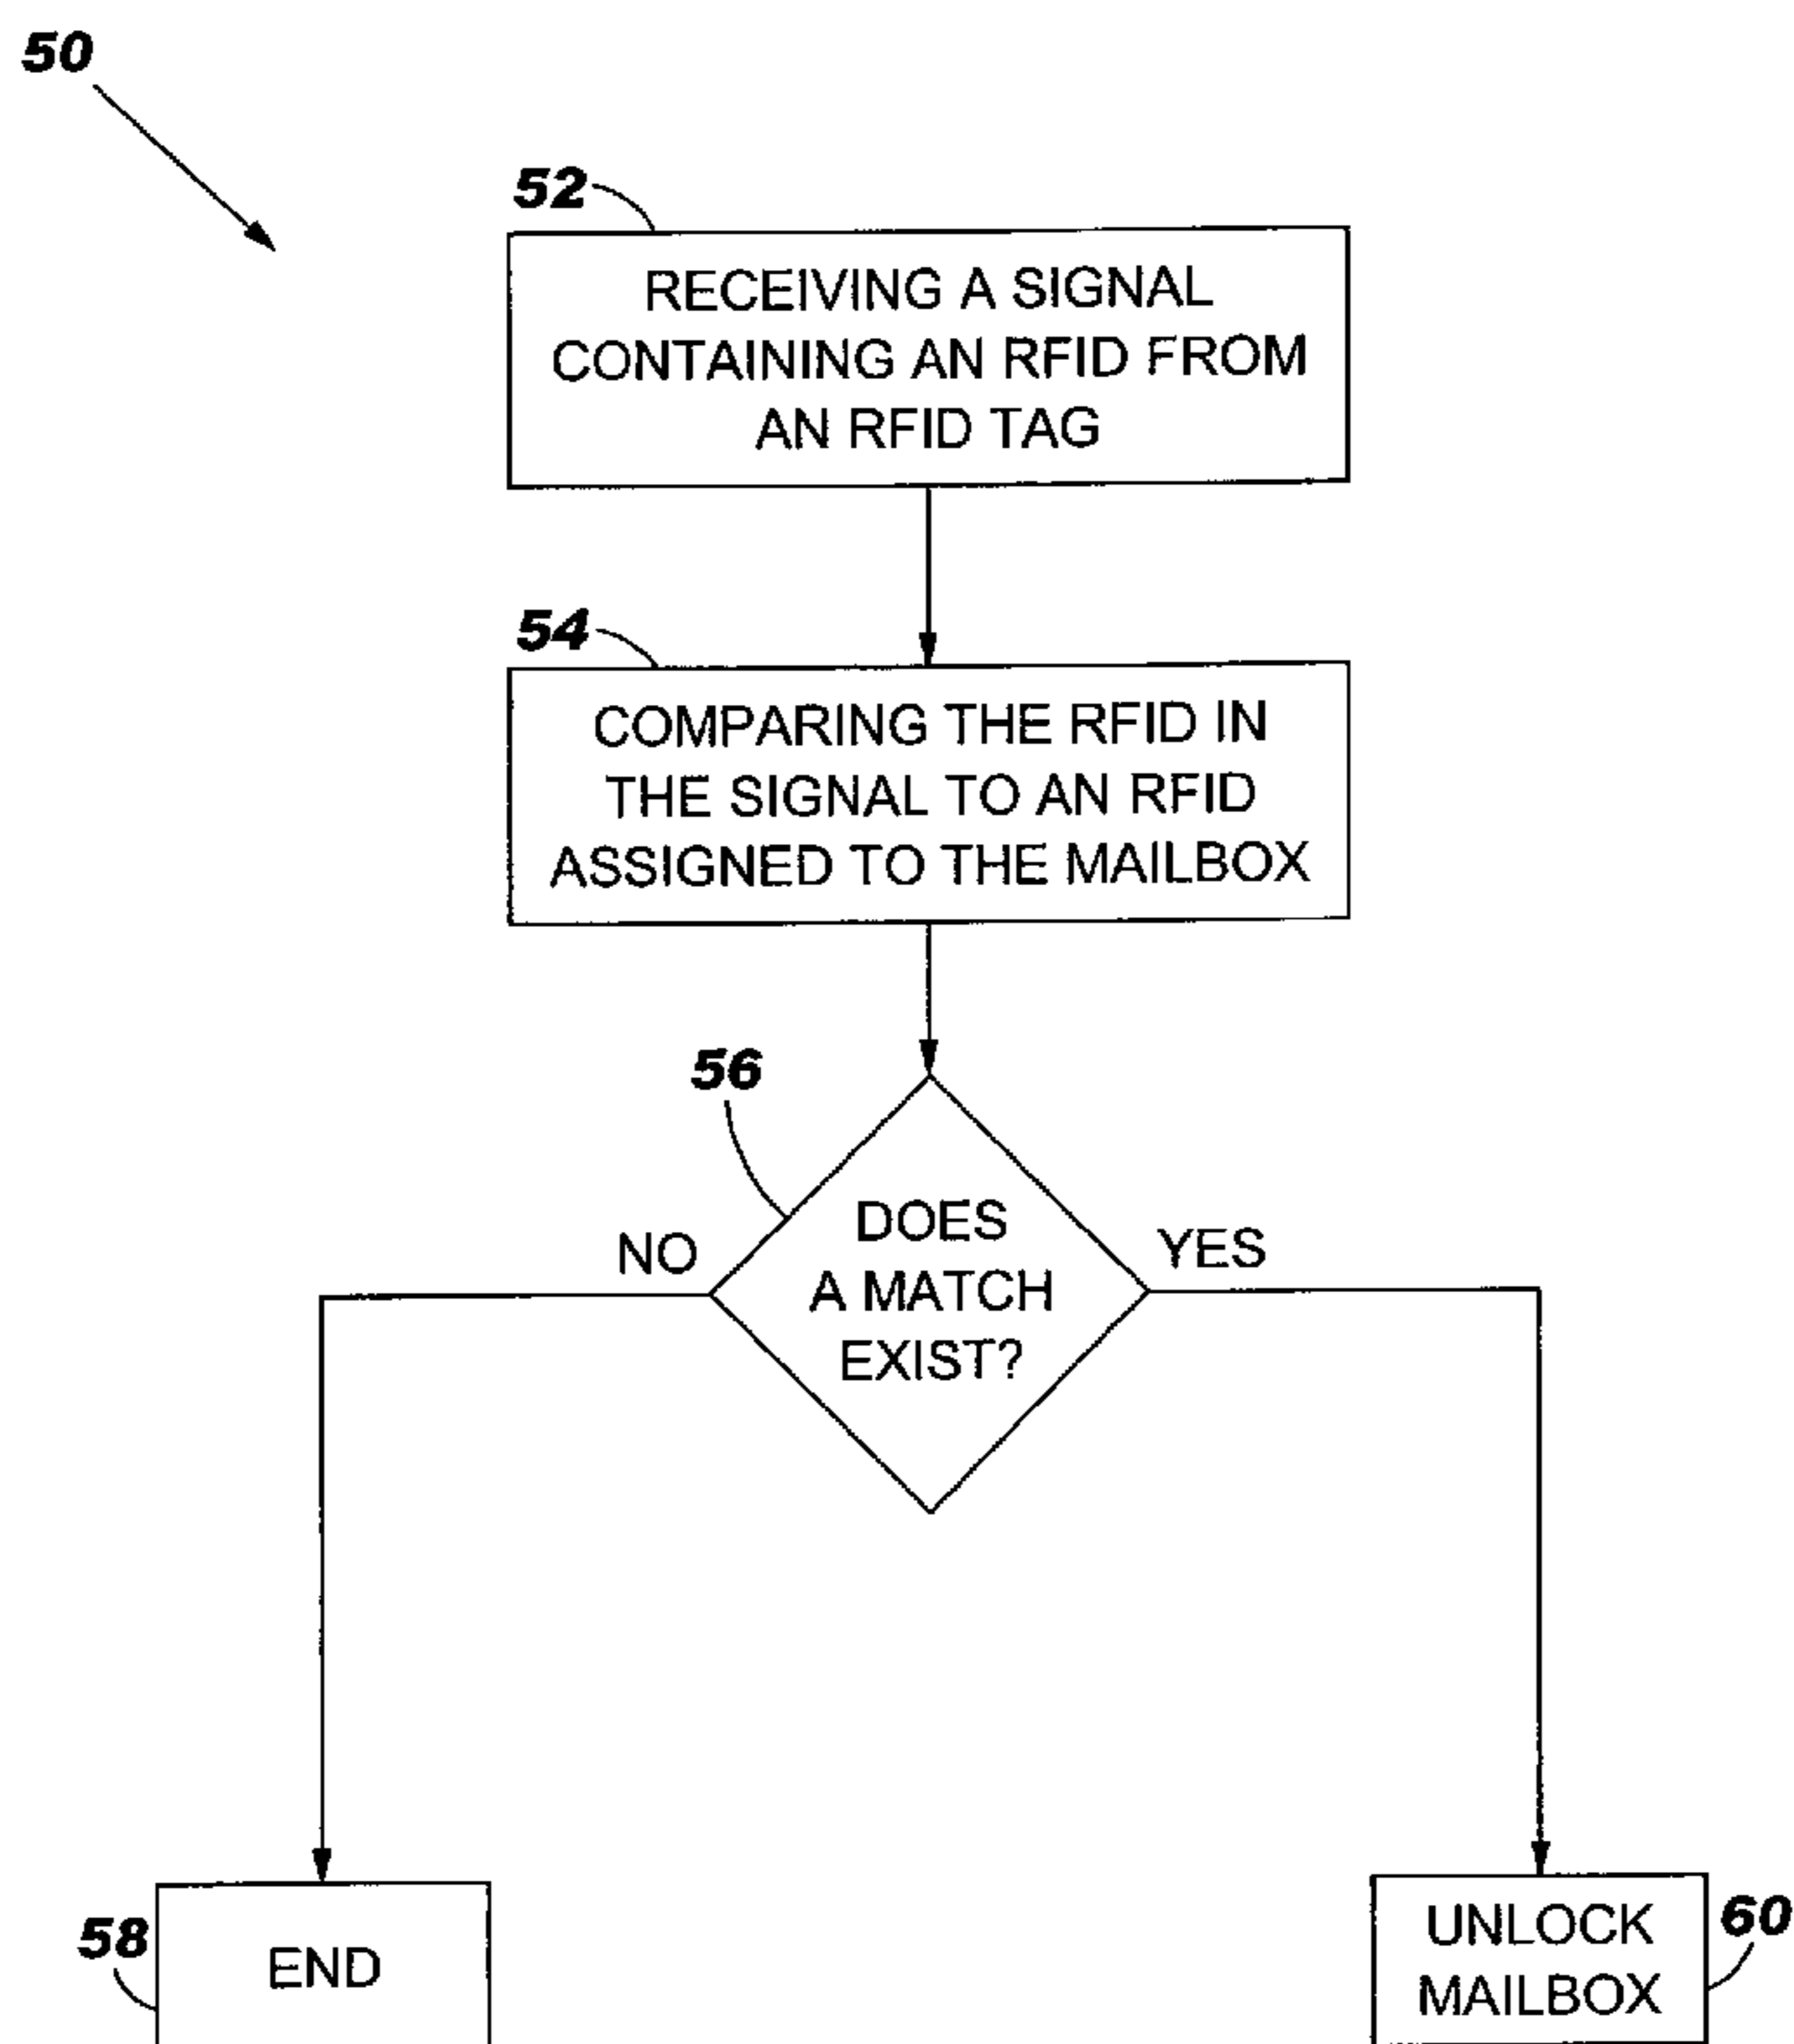 50
52
RECEIVING A SIGNAL
CONTAINING AN RFID FROM
AN RFID TAG
54
COMPARING THE RFID IN
THE SIGNAL TO AN RFID
ASSIGNED TO THE MAILBOX
56
DOES
A MATCH
EXIST?
NO
YES
58
END
UNLOCK
MAILBOX
60